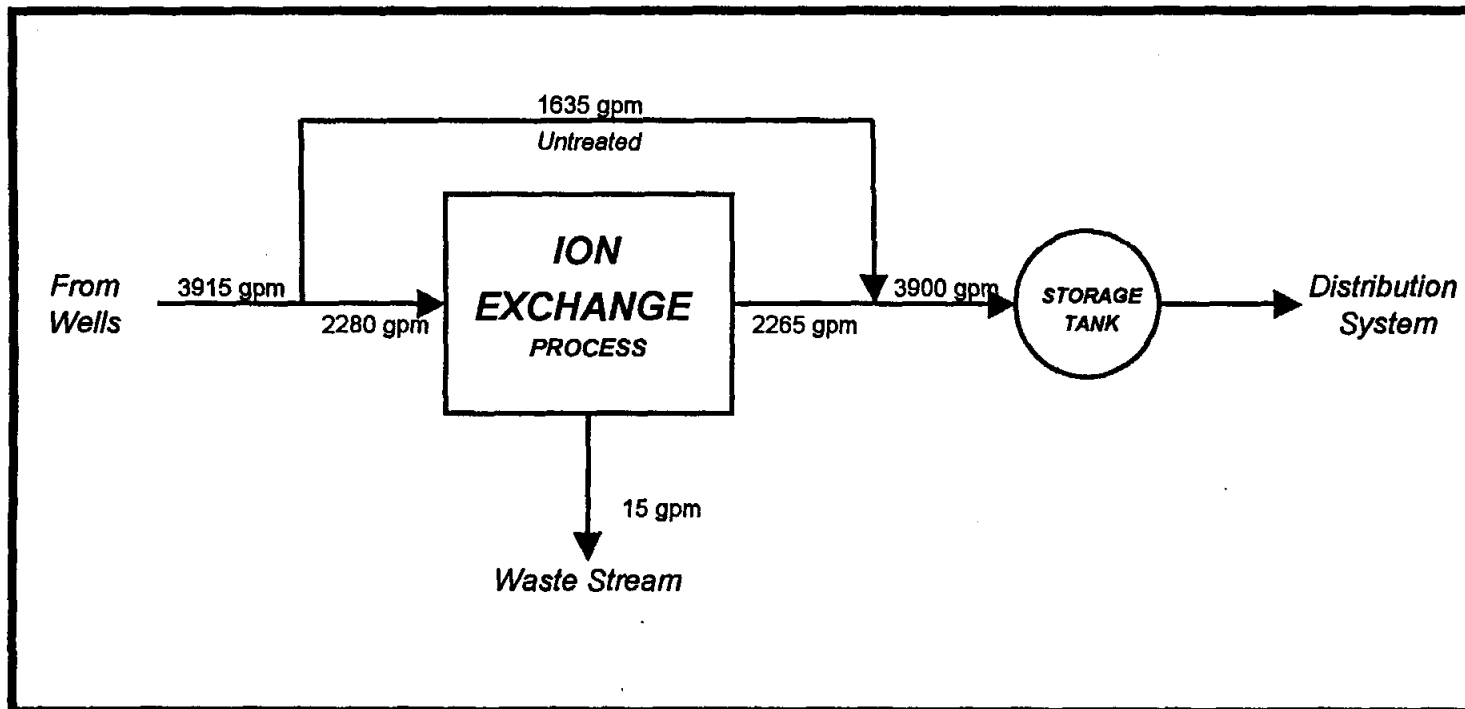 1635 gpm
Untreated
ION
EXCHANGE
PROCESS
From
Wells
3915 gpm
2280 gpm
2265 gpm
3900 gpm
STORAGE
TANK
Distribution
System
15 gpm
Waste Stream